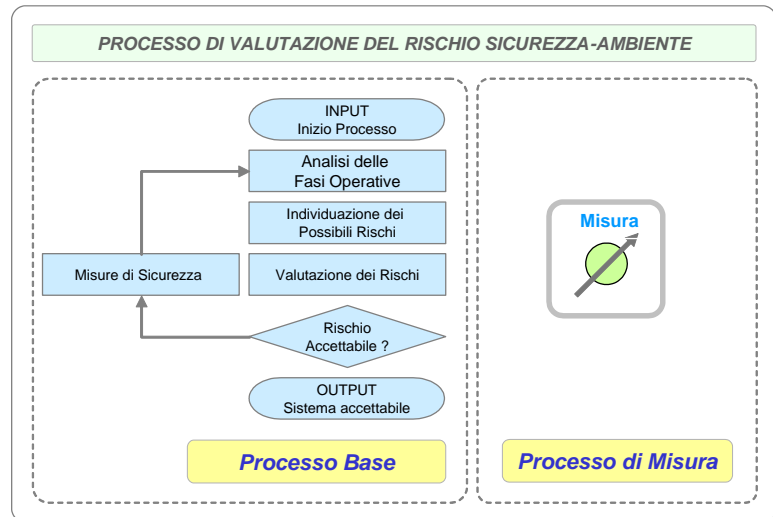 PROCESSO DI VALUTAZIONE DEL RISCHIO SICUREZZA-AMBIENTE
INPUT
Inizio Processo
Analisi delle
Fasi Operative
Individuazione dei
Possibili Rischi
Misure di Sicurezza
Valutazione dei Rischi
Rischio
Accettabile ?
OUTPUT
Sistema accettabile
Processo Base
Misura
Processo di Misura